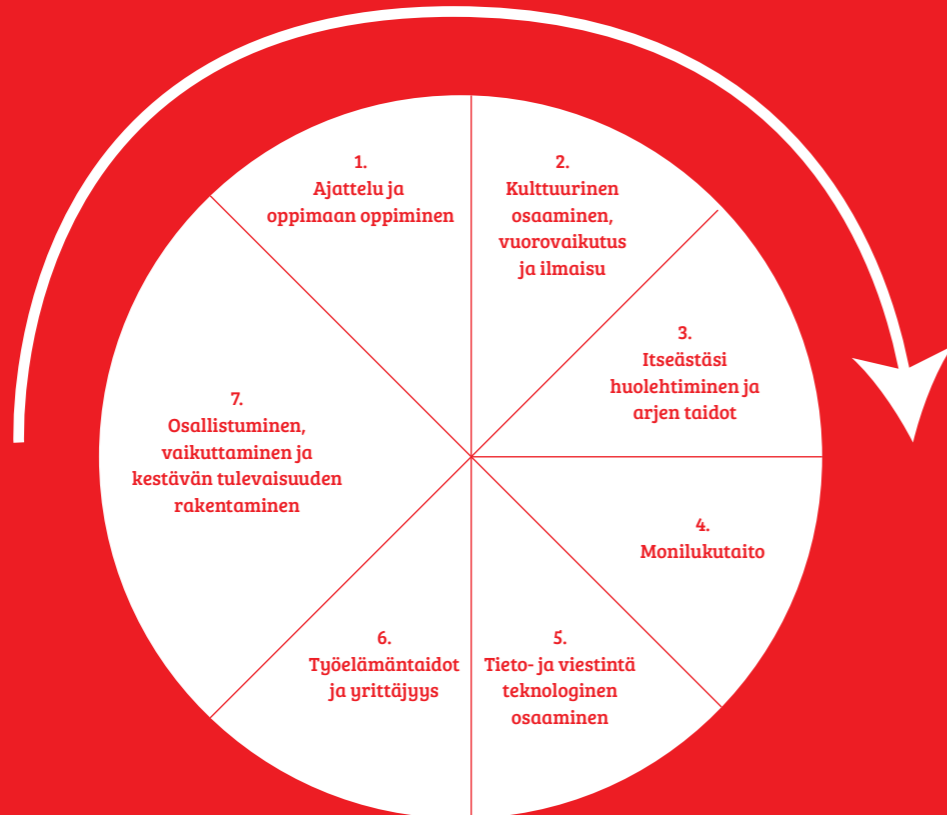 1.
Ajattelu ja
oppimaan oppiminen
2.
Kulttuurinen
osaaminen,
vuorovaikutus
ja ilmaisu
3.
Itseästäsi
huolehtiminen ja
arjen taidot
4.
Monilukutaito
5.
Tieto- ja viestintä
teknologinen
osaaminen
6.
Työelämäntaidot
ja yrittäjyys
7.
Osallistuminen,
vaikuttaminen ja
kestävän tulevaisuuden
rakentaminen